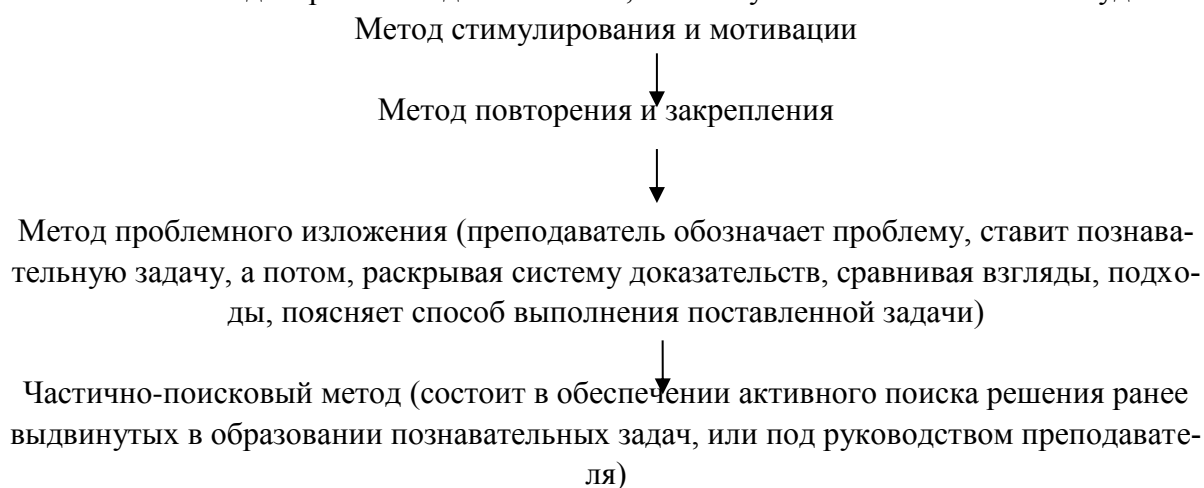 Метод стимулирования и мотивации
Метод повторения и закрепления
Метод проблемного изложения (преподаватель обозначает проблему, ставит познава-
тельную задачу, а потом, раскрывая систему доказательств, сравнивая взгляды, подхо-
ды, поясняет способ выполнения поставленной задачи)
Частично-поисковый метод (состоит в обеспечении активного поиска решения ранее
выдвинутых в образовании познавательных задач, или под руководством преподавате-
ля)